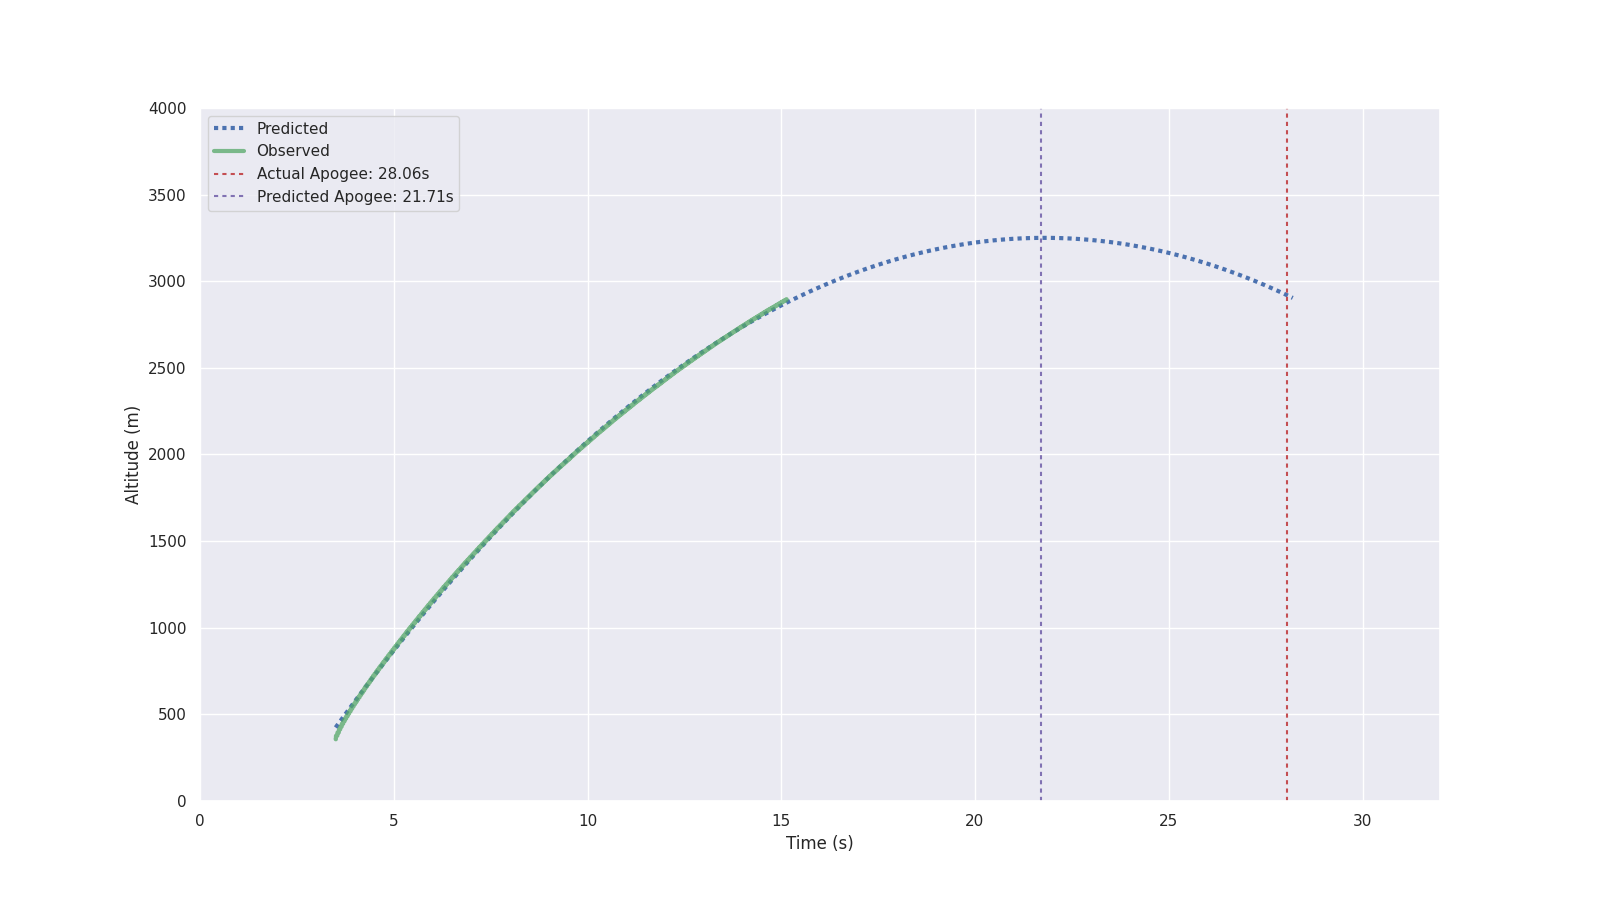 4000
3500
3000
2500
2000
1500
1000
500
0
Altitude (m)
Predicted
Observed
Actual Apogee: 28.06s
Predicted Apogee: 21.71s
0 5 10 15 20 25 30
Time (s)